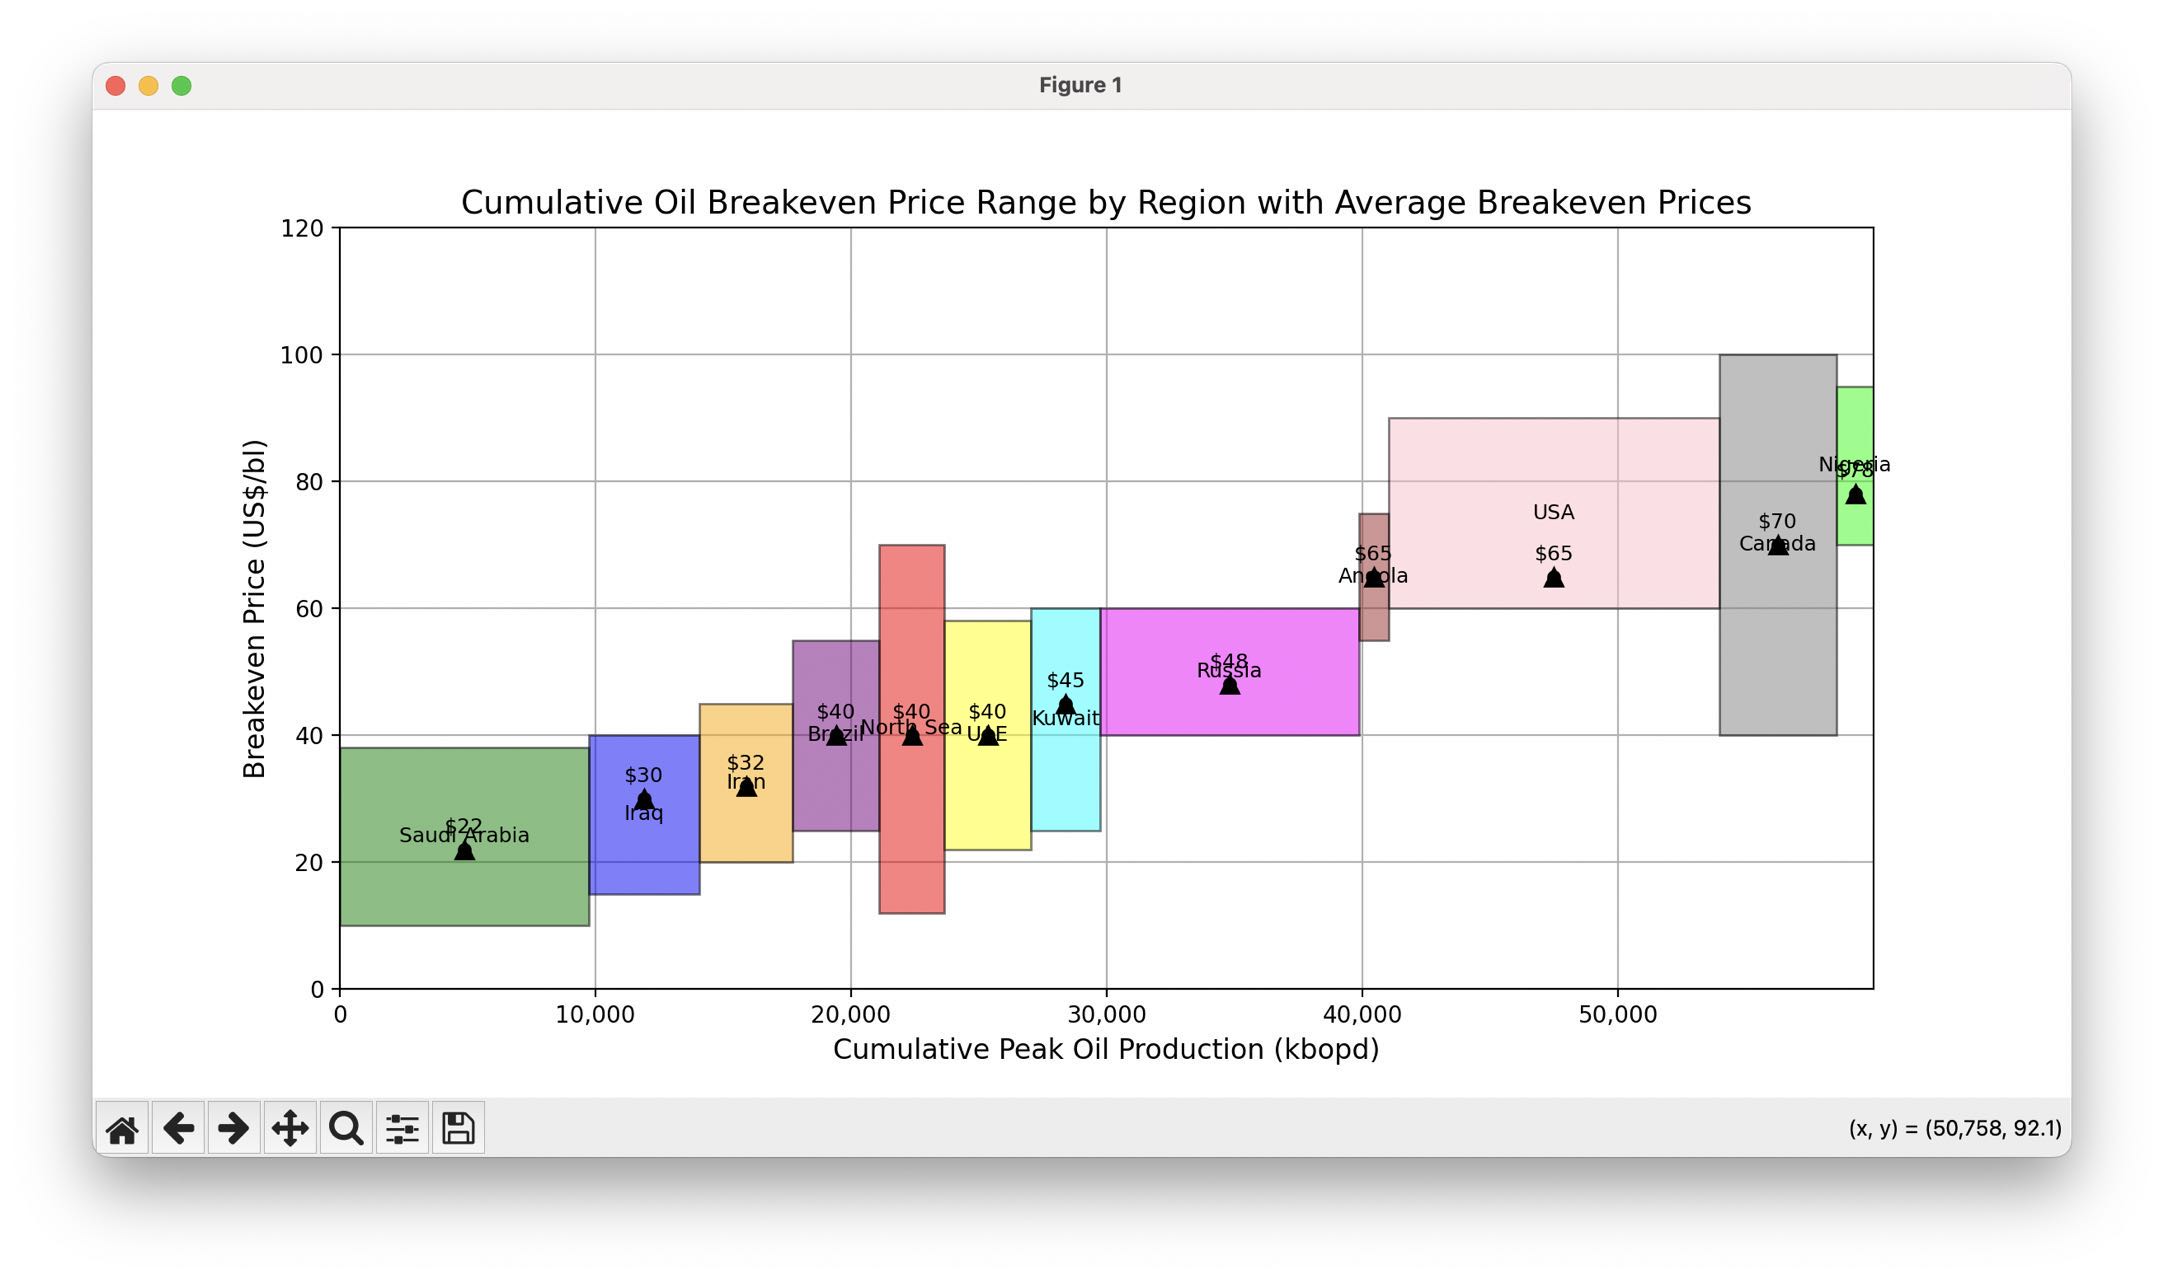 Figure 1
Cumulative Oil Breakeven Price Range by Region with Average Breakeven Prices
Breakeven Price (US$/bl)
120
100
80
60
40
20
0
Nigeria
$78
USA
$70
Canada
$65
Angola
$65
$48
Russia
$45
Kuwait
$40
Brazil
$40
North Sea
$40
UAE
$32
Iran
$30
Iraq
$22
Saudi Arabia
0 10,000 20,000 30,000 40,000 50,000
Cumulative Peak Oil Production (kbopd)
(x, y) = (50,758, 92.1)